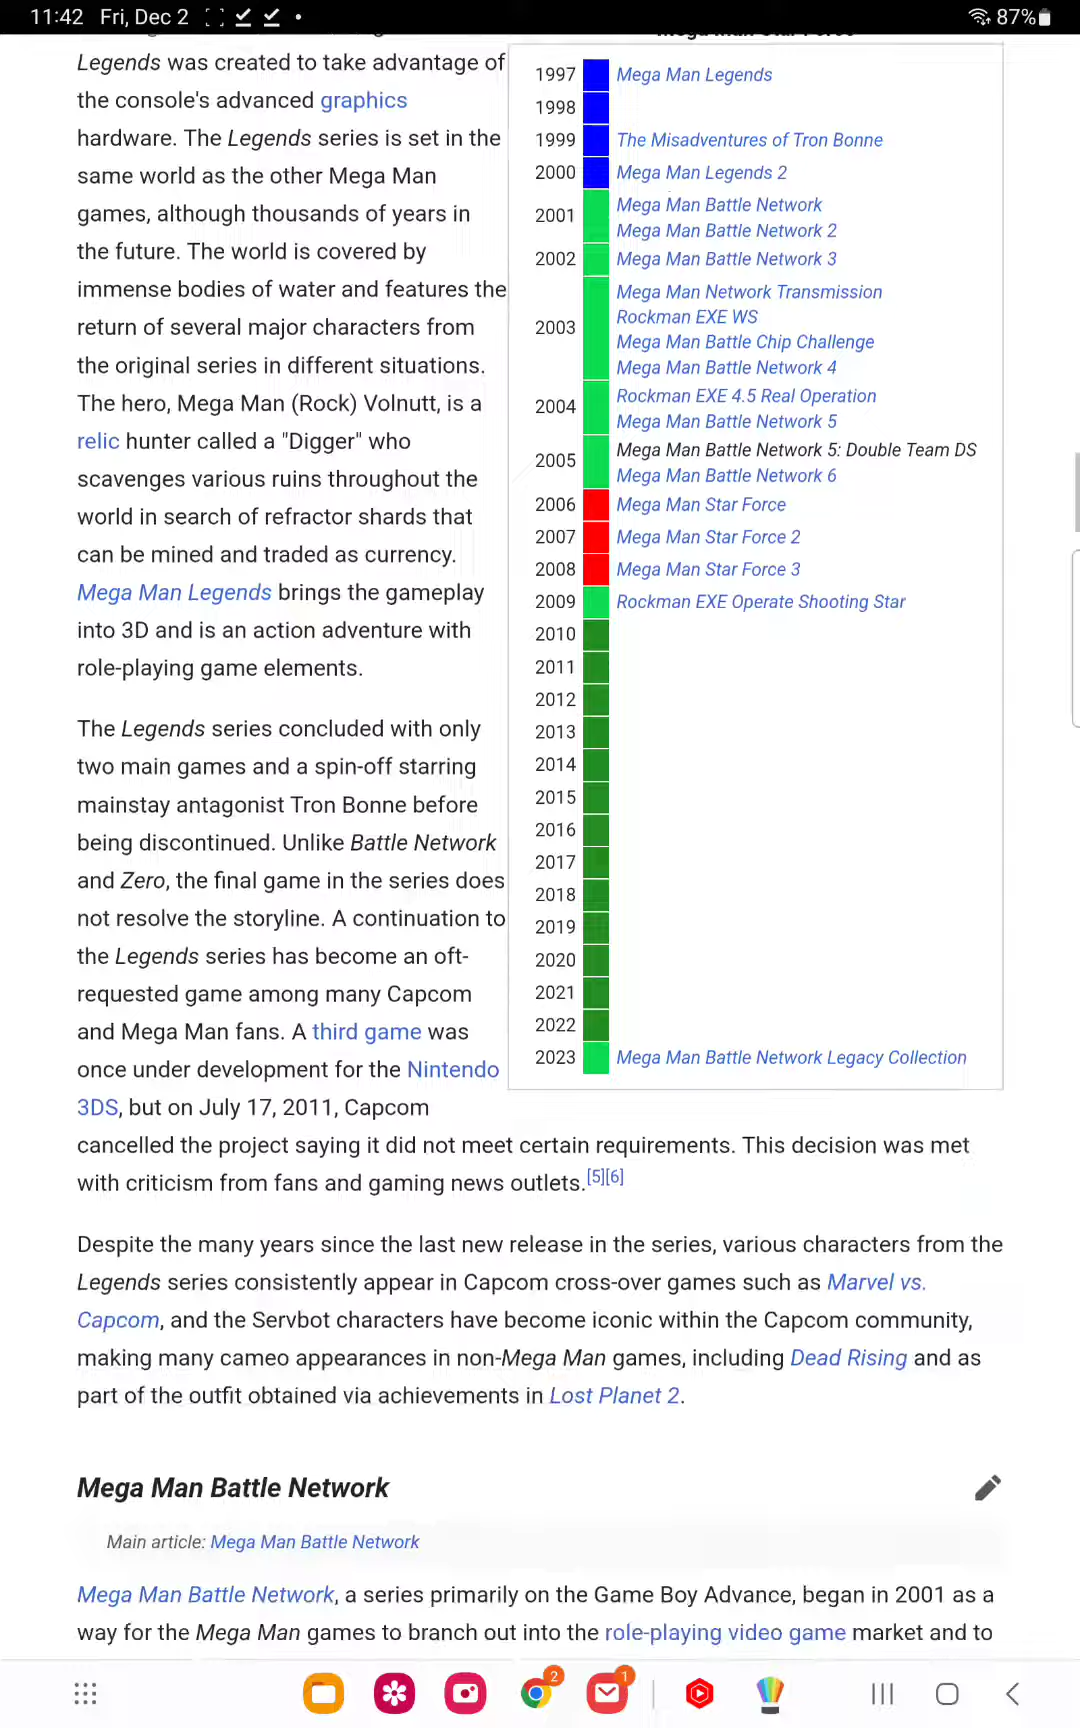 11:42 Fri, Dec 2
87%
Legends was created to take advantage of
the console's advanced graphics
hardware. The Legends series is set in the
same world as the other Mega Man
games, although thousands of years in
the future. The world is covered by
immense bodies of water and features the
return of several major characters from
the original series in different situations.
The hero, Mega Man (Rock) Volnutt, is a
relic hunter called a "Digger" who
scavenges various ruins throughout the
world in search of refractor shards that
can be mined and traded as currency.
Mega Man Legends brings the gameplay
into 3D and is an action adventure with
role-playing game elements.
The Legends series concluded with only
two main games and a spin-off starring
mainstay antagonist Tron Bonne before
being discontinued. Unlike Battle Network
and Zero, the final game in the series does
not resolve the storyline. A continuation to
the Legends series has become an oft-
requested game among many Capcom
and Mega Man fans. A third game was
once under development for the Nintendo
3DS, but on July 17, 2011, Capcom
cancelled the project saying it did not meet certain requirements. This decision was met
with criticism from fans and gaming news outlets.[5][6]
1997 Mega Man Legends
1998
1999 The Misadventures of Tron Bonne
2000 Mega Man Legends 2
2001 Mega Man Battle Network
Mega Man Battle Network 2
2002 Mega Man Battle Network 3
2003 Mega Man Network Transmission
Rockman EXE WS
Mega Man Battle Chip Challenge
Mega Man Battle Network 4
2004 Rockman EXE 4.5 Real Operation
Mega Man Battle Network 5
2005 Mega Man Battle Network 5: Double Team DS
Mega Man Battle Network 6
2006 Mega Man Star Force
2007 Mega Man Star Force 2
2008 Mega Man Star Force 3
2009 Rockman EXE Operate Shooting Star
2010
2011
2012
2013
2014
2015
2016
2017
2018
2019
2020
2021
2022
2023 Mega Man Battle Network Legacy Collection
Despite the many years since the last new release in the series, various characters from the
Legends series consistently appear in Capcom cross-over games such as Marvel vs.
Capcom, and the Servbot characters have become iconic within the Capcom community,
making many cameo appearances in non-Mega Man games, including Dead Rising and as
part of the outfit obtained via achievements in Lost Planet 2.
Mega Man Battle Network
Main article: Mega Man Battle Network
Mega Man Battle Network, a series primarily on the Game Boy Advance, began in 2001 as a
way for the Mega Man games to branch out into the role-playing video game market and to
2
1